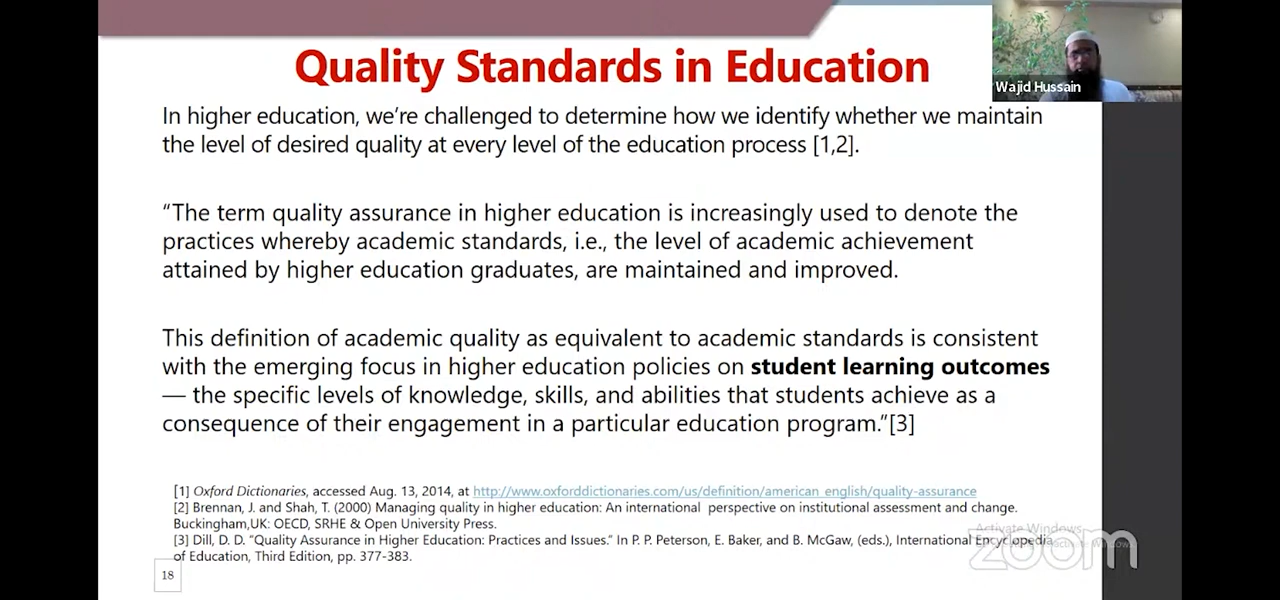 Quality Standards in Education
Wajid Hussain
In higher education, we're challenged to determine how we identify whether we maintain
the level of desired quality at every level of the education process [1,2].
“The term quality assurance in higher education is increasingly used to denote the
practices whereby academic standards, i.e., the level of academic achievement
attained by higher education graduates, are maintained and improved.
This definition of academic quality as equivalent to academic standards is consistent
with the emerging focus in higher education policies on student learning outcomes
— the specific levels of knowledge, skills, and abilities that students achieve as a
consequence of their engagement in a particular education program.”[3]
[1] Oxford Dictionaries, accessed Aug. 13, 2014, at http://www.oxforddictionaries.com/us/definition/american_english/quality-assurance
[2] Brennan, J. and Shah, T. (2000) Managing quality in higher education: An international perspective on institutional assessment and change.
Buckingham,UK: OECD, SRHE & Open University Press.
[3] Dill, D. D. “Quality Assurance in Higher Education: Practices and Issues.” In P. P. Peterson, E. Baker, and B. McGaw, (eds.), International Encyclopedia
of Education, Third Edition, pp. 377-383.
Activate Windows
zoom
18